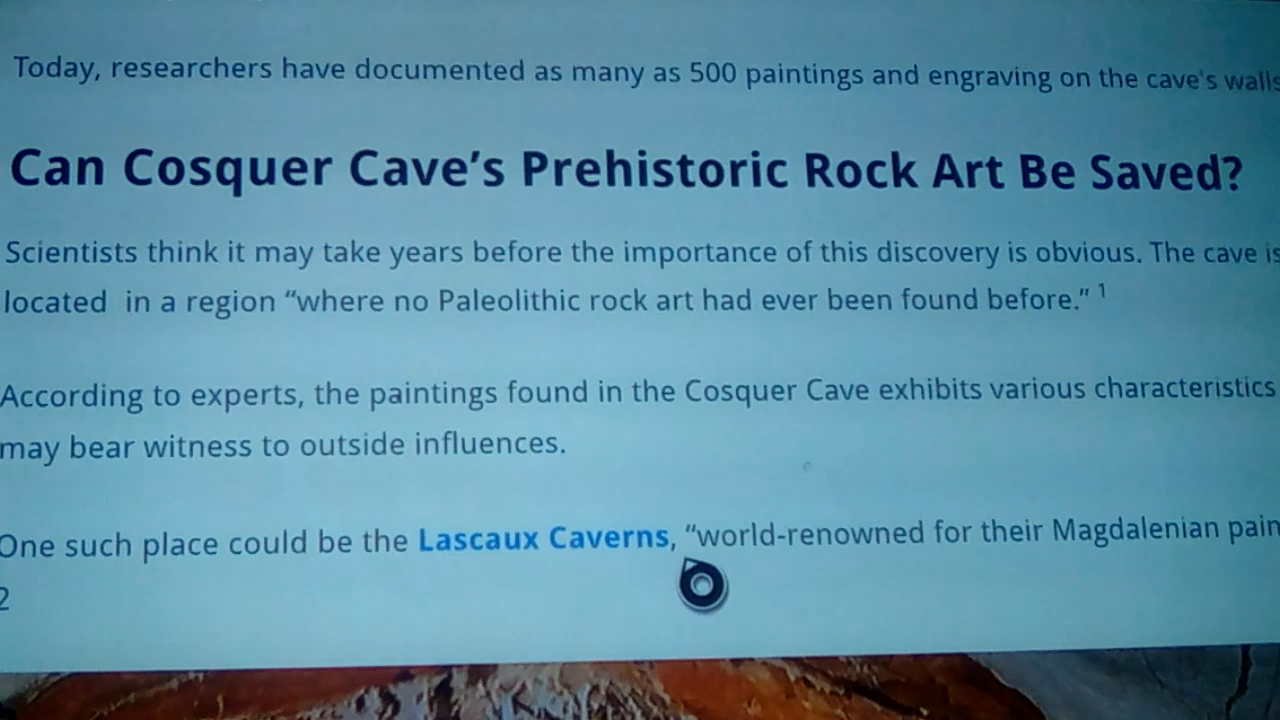 Today, researchers have documented as many as 500 paintings and engraving on the cave's walls
Can Cosquer Cave’s Prehistoric Rock Art Be Saved?
Scientists think it may take years before the importance of this discovery is obvious. The cave is
located in a region “where no Paleolithic rock art had ever been found before.” 1
According to experts, the paintings found in the Cosquer Cave exhibits various characteristics
may bear witness to outside influences.
One such place could be the Lascaux Caverns, “world-renowned for their Magdalenian pain
2